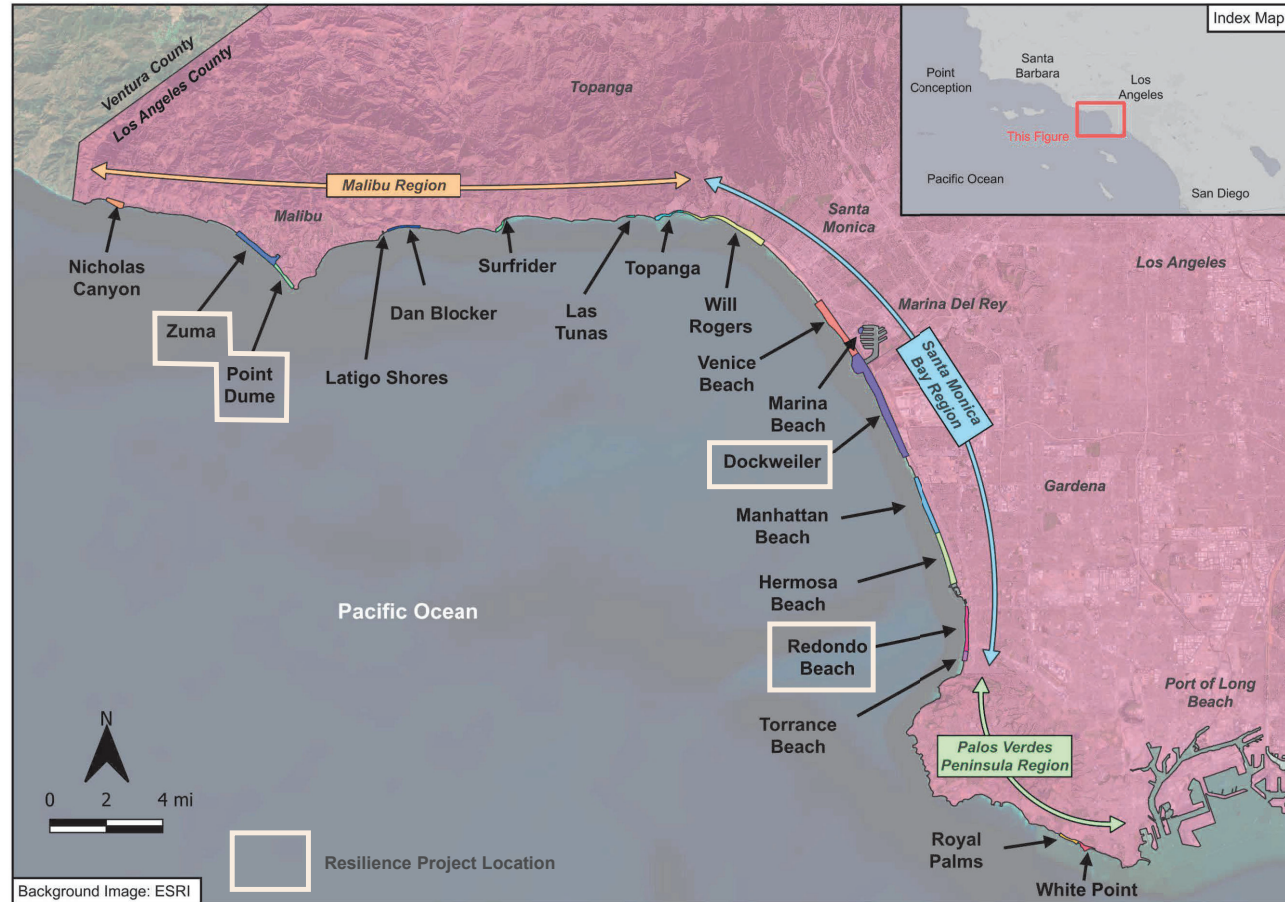 Index Map
Santa
Barbara
Point
Conception
Los
Angeles
This Figure
Pacific Ocean
San Diego
Ventura County
Los Angeles County
Topanga
Malibu Region
Malibu
Santa
Monica
Los Angeles
Marina Del Rey
Santa Monica
Bay Region
Gardena
Port of Long
Beach
Palos Verdes
Peninsula Region
Nicholas
Canyon
Zuma
Point
Dume
Latigo Shores
Dan Blocker
Surfrider
Las
Tunas
Topanga
Will
Rogers
Venice
Beach
Marina
Beach
Dockweiler
Manhattan
Beach
Hermosa
Beach
Redondo
Beach
Torrance
Beach
Royal
Palms
White Point
Pacific Ocean
N
0 2 4 mi
Resilience Project Location
Background Image: ESRI